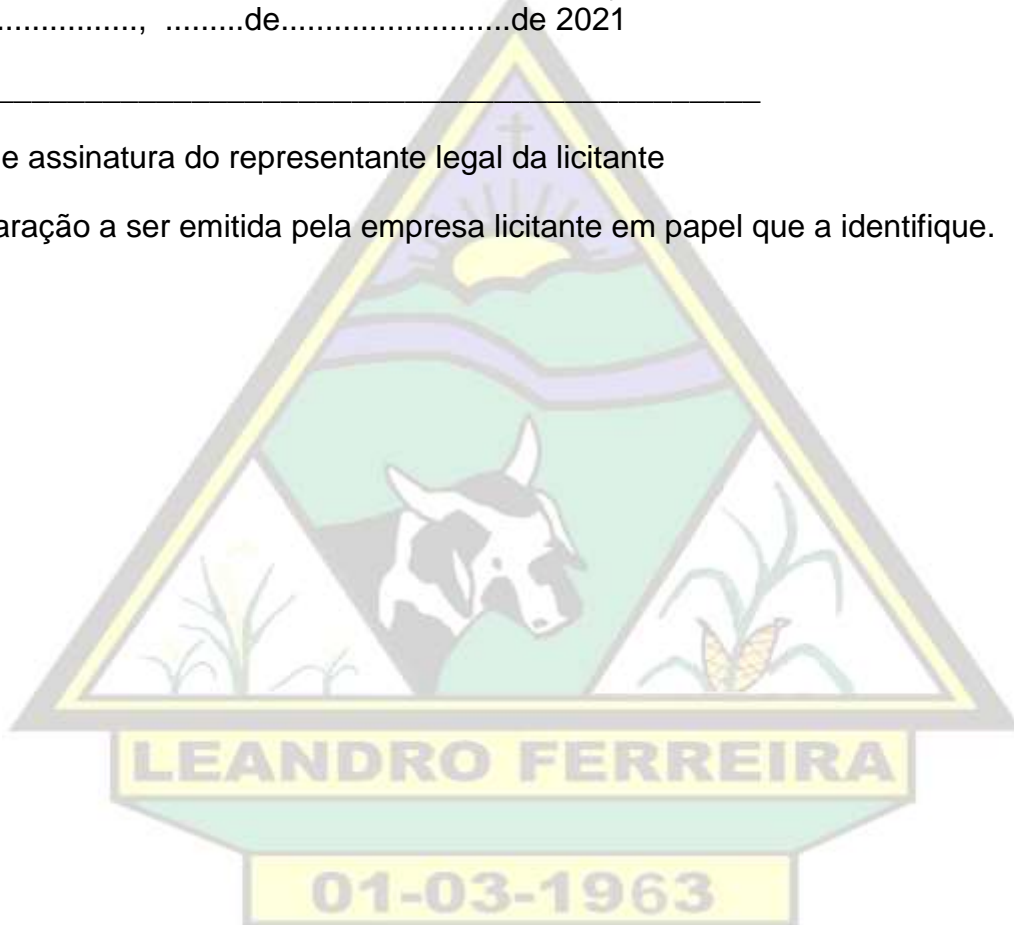 ..............., .........de..........................de 2021
____________________________________________
e assinatura do representante legal da licitante
aração a ser emitida pela empresa licitante em papel que a identifique.
LEANDRO FERREIRA
01-03-1963